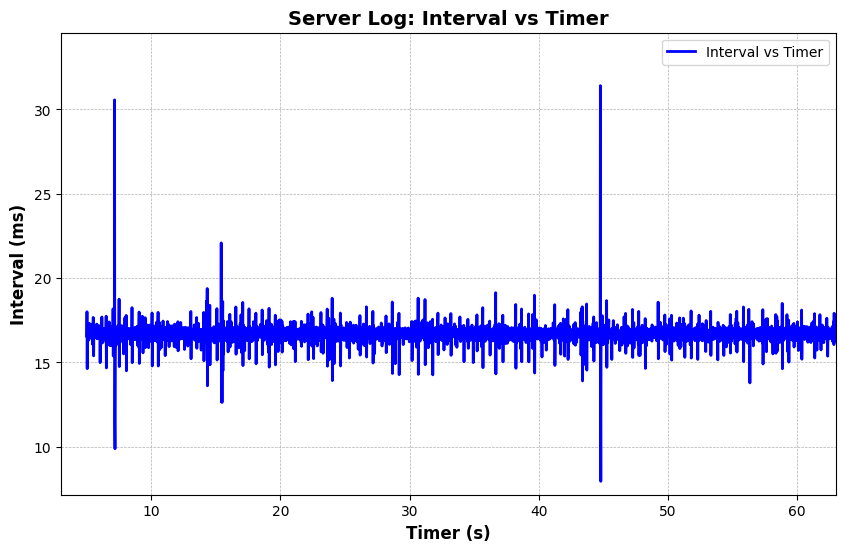 Server Log: Interval vs Timer
Interval vs Timer
30
25
20
15
10
Interval (ms)
10 20 30 40 50 60
Timer (s)